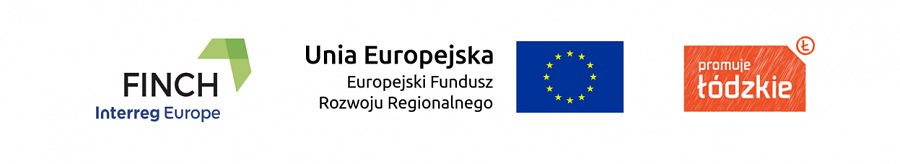 FINCH
Interreg Europe
Unia Europejska
Europejski Fundusz
Rozwoju Regionalnego
Ł
promuje
łódzkie